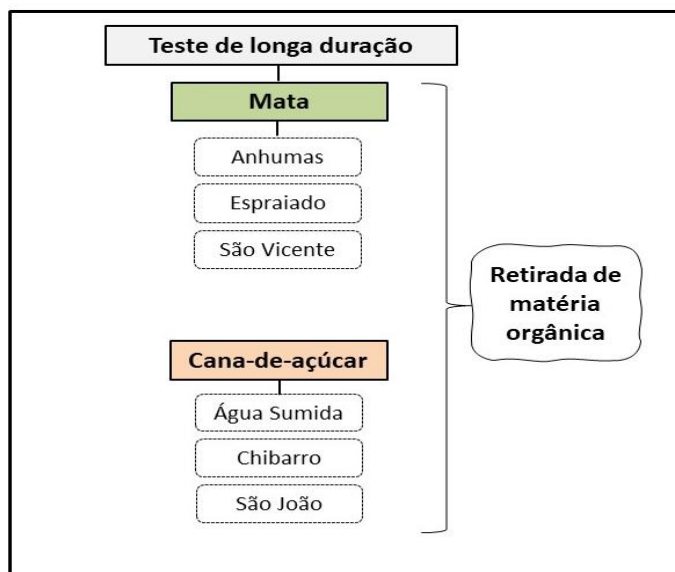 Teste de longa duração
Mata
Anhumas
Espraiado
São Vicente
Retirada de
matéria
orgânica
Cana-de-açúcar
Água Sumida
Chibarro
São João